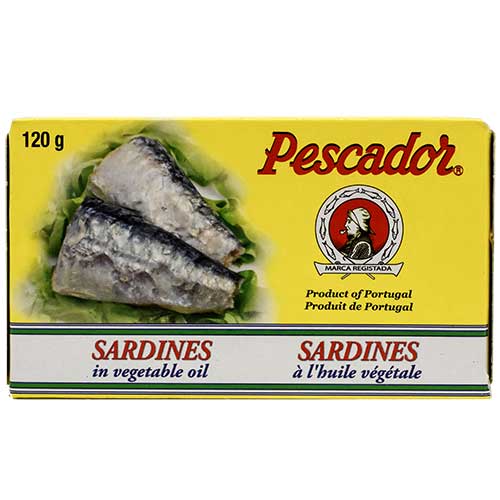 120 g
Pescador®
MARCA REGISTADA
Product of Portugal
Produit de Portugal
SARDINES
in vegetable oil
SARDINES
à l'huile végétale